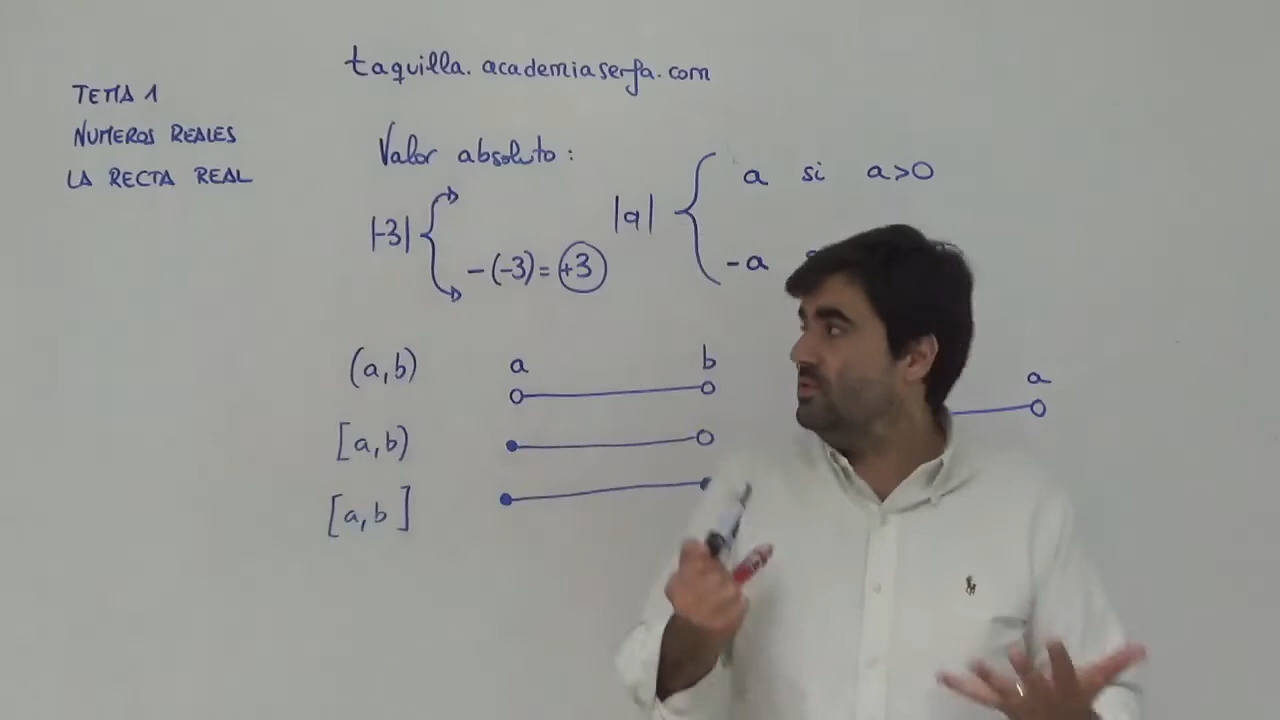 taquilla.academiaserfa.com
TEMA 1
NUMEROS REALES
LA RECTA REAL
Valor absoluto:
|-3|
-(-3)= +3
|a|
a si a>0
-a
(a,b)
a b
[a,b)
[a,b]
a